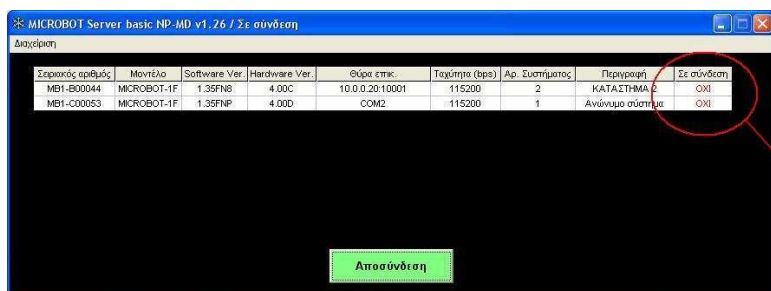 MICROBOT Server basic NP-MD v1.26 / Σε σύνδεση
Διαχείριση
Σειριακός αριθμός Μοντέλο Software Ver. Hardware Ver. Θύρα επικ. Ταχύτητα (bps) Αρ. Συστήματος Περιγραφή Σε σύνδεση
MB1-B00044 MICROBOT-1F 1.35FN8 4.00C 10.0.0.20:10001 115200 2 ΚΑΤΑΣΤΗΜΑ 2 ΟΧΙ
MB1-C00053 MICROBOT-1F 1.35FNP 4.00D COM2 115200 1 Ανώνυμο σύστημα ΟΧΙ
Αποσύνδεση